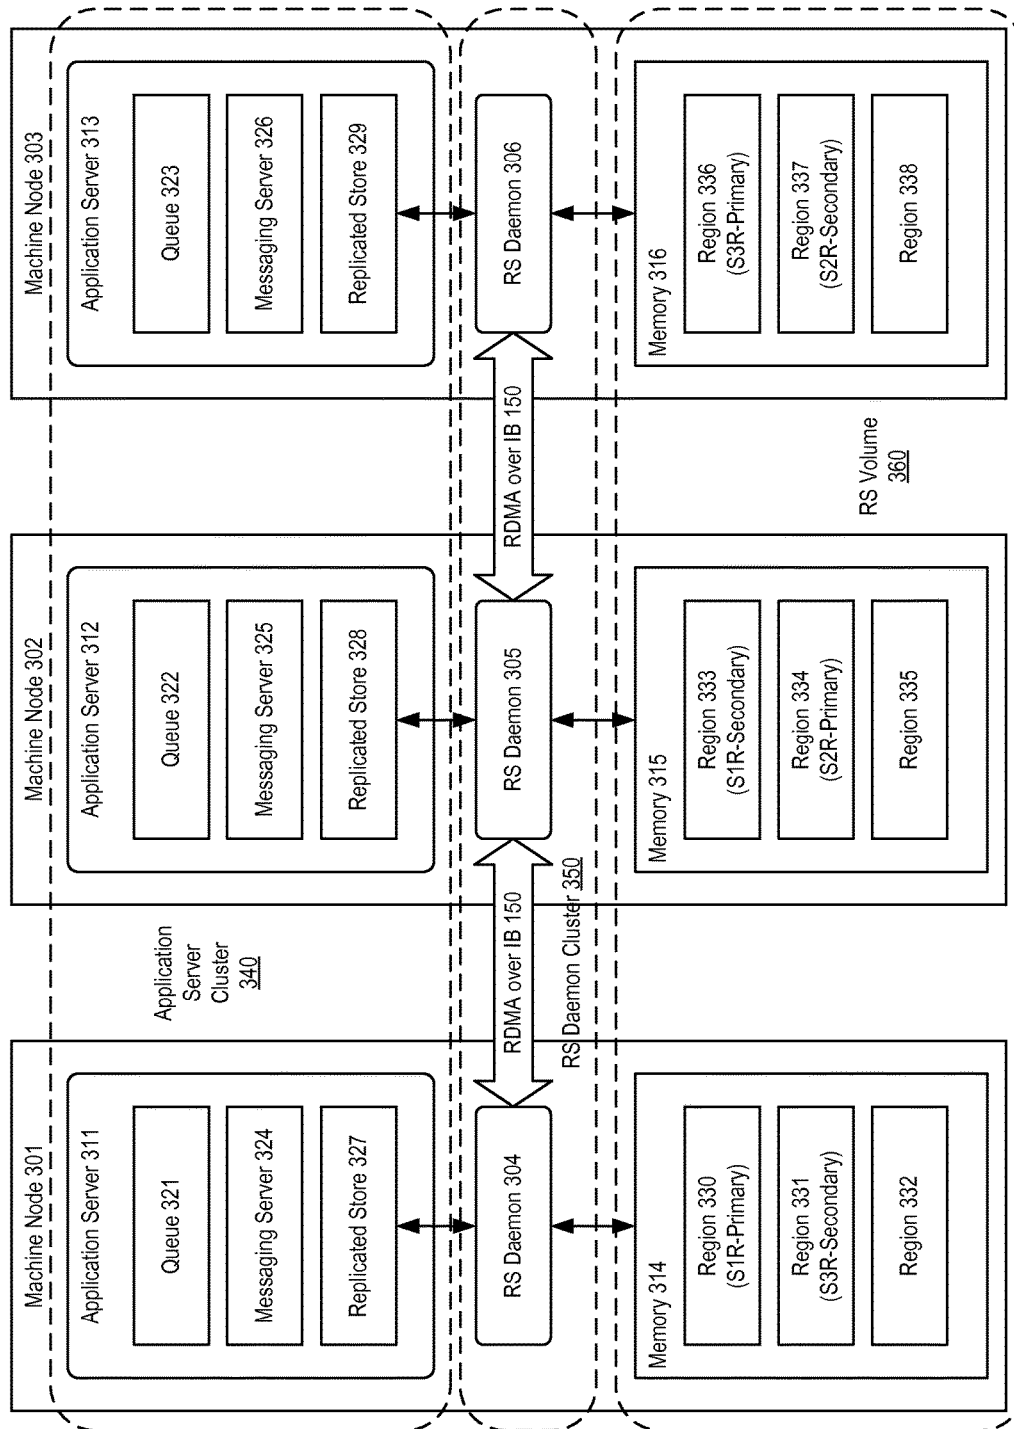 Machine Node 301
Application Server 311
Queue 321
Messaging Server 324
Replicated Store 327
RS Daemon 304
Memory 314
Region 330
(S1R-Primary)
Region 331
(S3R-Secondary)
Region 332
Application
Server
Cluster
340
RDMA over IB 150
RS Daemon Cluster 350
Machine Node 302
Application Server 312
Queue 322
Messaging Server 325
Replicated Store 328
RS Daemon 305
Memory 315
Region 333
(S1R-Secondary)
Region 334
(S2R-Primary)
Region 335
RDMA over IB 150
RS Volume
360
Machine Node 303
Application Server 313
Queue 323
Messaging Server 326
Replicated Store 329
RS Daemon 306
Memory 316
Region 336
(S3R-Primary)
Region 337
(S2R-Secondary)
Region 338